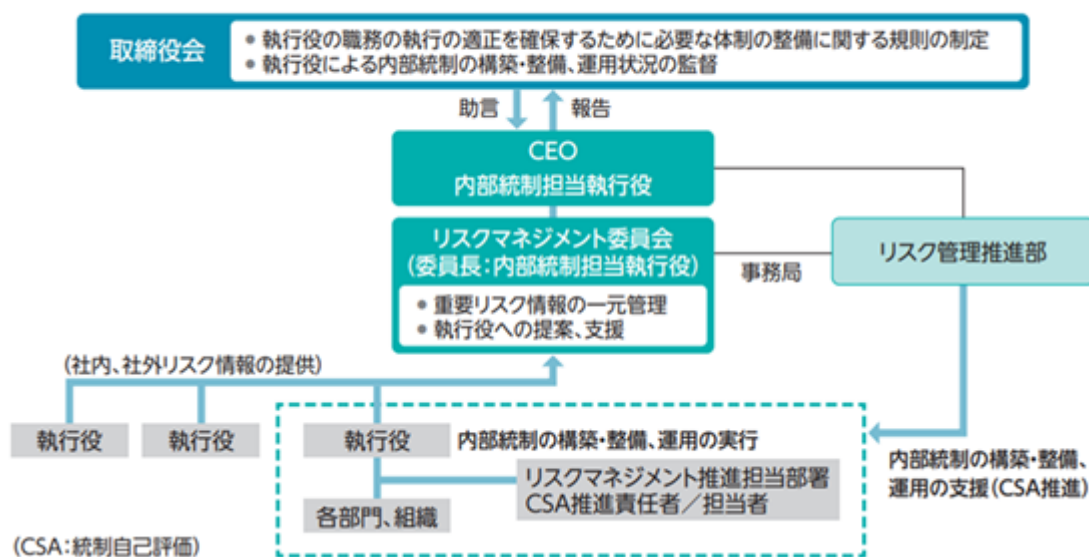 取締役会
● 執行役の職務の執行の適正を確保するために必要な体制の整備に関する規則の制定
● 執行役による内部統制の構築・整備、運用状況の監督
助言
報告
CEO
内部統制担当執行役
リスクマネジメント委員会
(委員長:内部統制担当執行役)
● 重要リスク情報の一元管理
● 執行役への提案、支援
事務局
リスク管理推進部
(社内、社外リスク情報の提供)
執行役
執行役
執行役
内部統制の構築・整備、運用の実行
リスクマネジメント推進担当部署
CSA推進責任者/担当者
各部門、組織
内部統制の構築・整備、
運用の支援(CSA推進)
(CSA:統制自己評価)